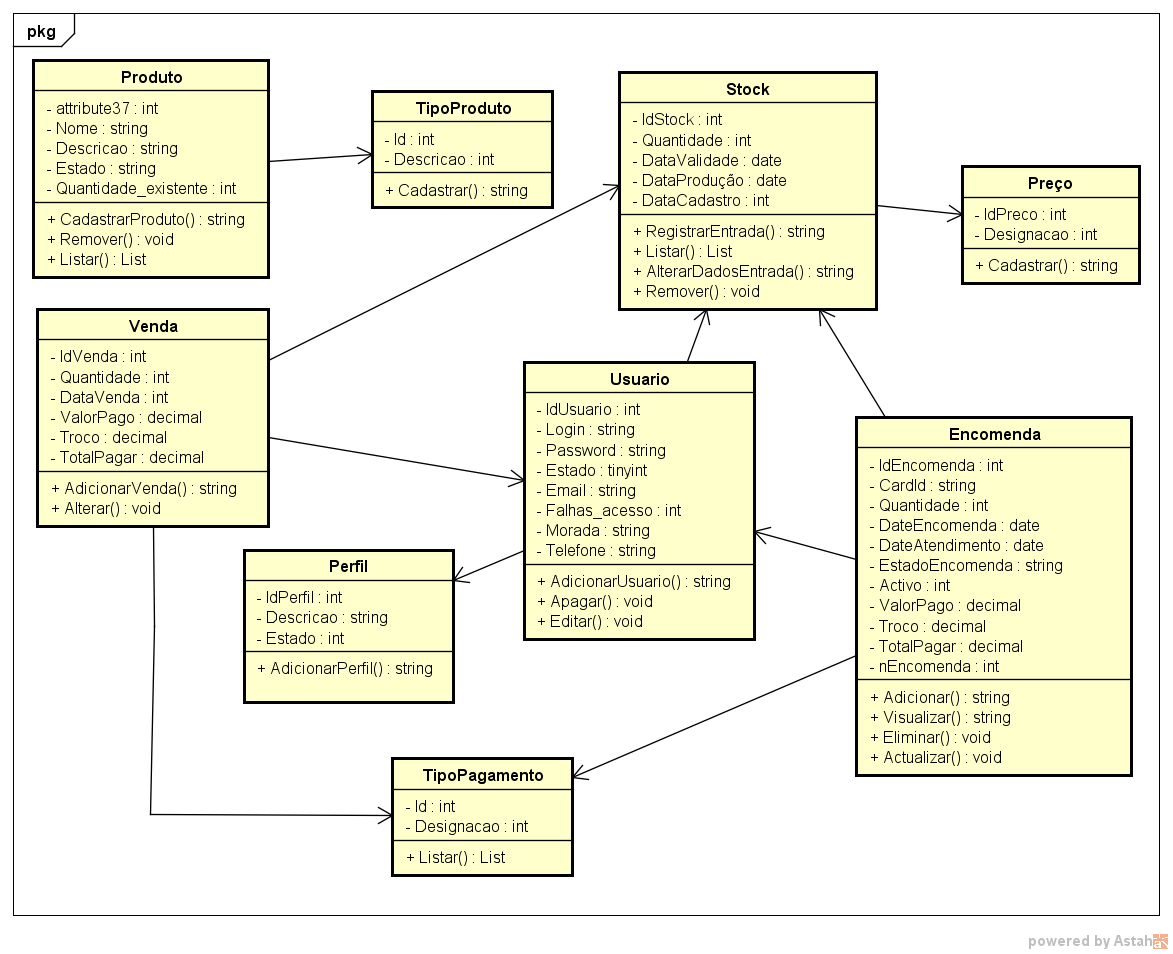 pkg
Produto
- attribute37 : int
- Nome : string
- Descricao : string
- Estado : string
- Quantidade_existente : int
+ CadastrarProduto() : string
+ Remover() : void
+ Listar() : List
TipoProduto
- Id : int
- Descricao : int
+ Cadastrar() : string
Stock
- IdStock : int
- Quantidade : int
- DataValidade : date
- DataProdução : date
- DataCadastro : int
+ RegistrarEntrada() : string
+ Listar() : List
+ AlterarDadosEntrada() : string
+ Remover() : void
Preço
- IdPreco : int
- Designacao : int
+ Cadastrar() : string
Venda
- IdVenda : int
- Quantidade : int
- DataVenda : int
- ValorPago : decimal
- Troco : decimal
- TotalPagar : decimal
+ AdicionarVenda() : string
+ Alterar() : void
Usuario
- IdUsuario : int
- Login : string
- Password : string
- Estado : tinyint
- Email : string
- Falhas_acesso : int
- Morada : string
- Telefone : string
+ AdicionarUsuario() : string
+ Apagar() : void
+ Editar() : void
Encomenda
- IdEncomenda : int
- CardId : string
- Quantidade : int
- DateEncomenda : date
- DateAtendimento : date
- EstadoEncomenda : string
- Activo : int
- ValorPago : decimal
- Troco : decimal
- TotalPagar : decimal
- nEncomenda : int
+ Adicionar() : string
+ Visualizar() : string
+ Eliminar() : void
+ Actualizar() : void
Perfil
- IdPerfil : int
- Descricao : string
- Estado : int
+ AdicionarPerfil() : string
TipoPagamento
- Id : int
- Designacao : int
+ Listar() : List
powered by Astah